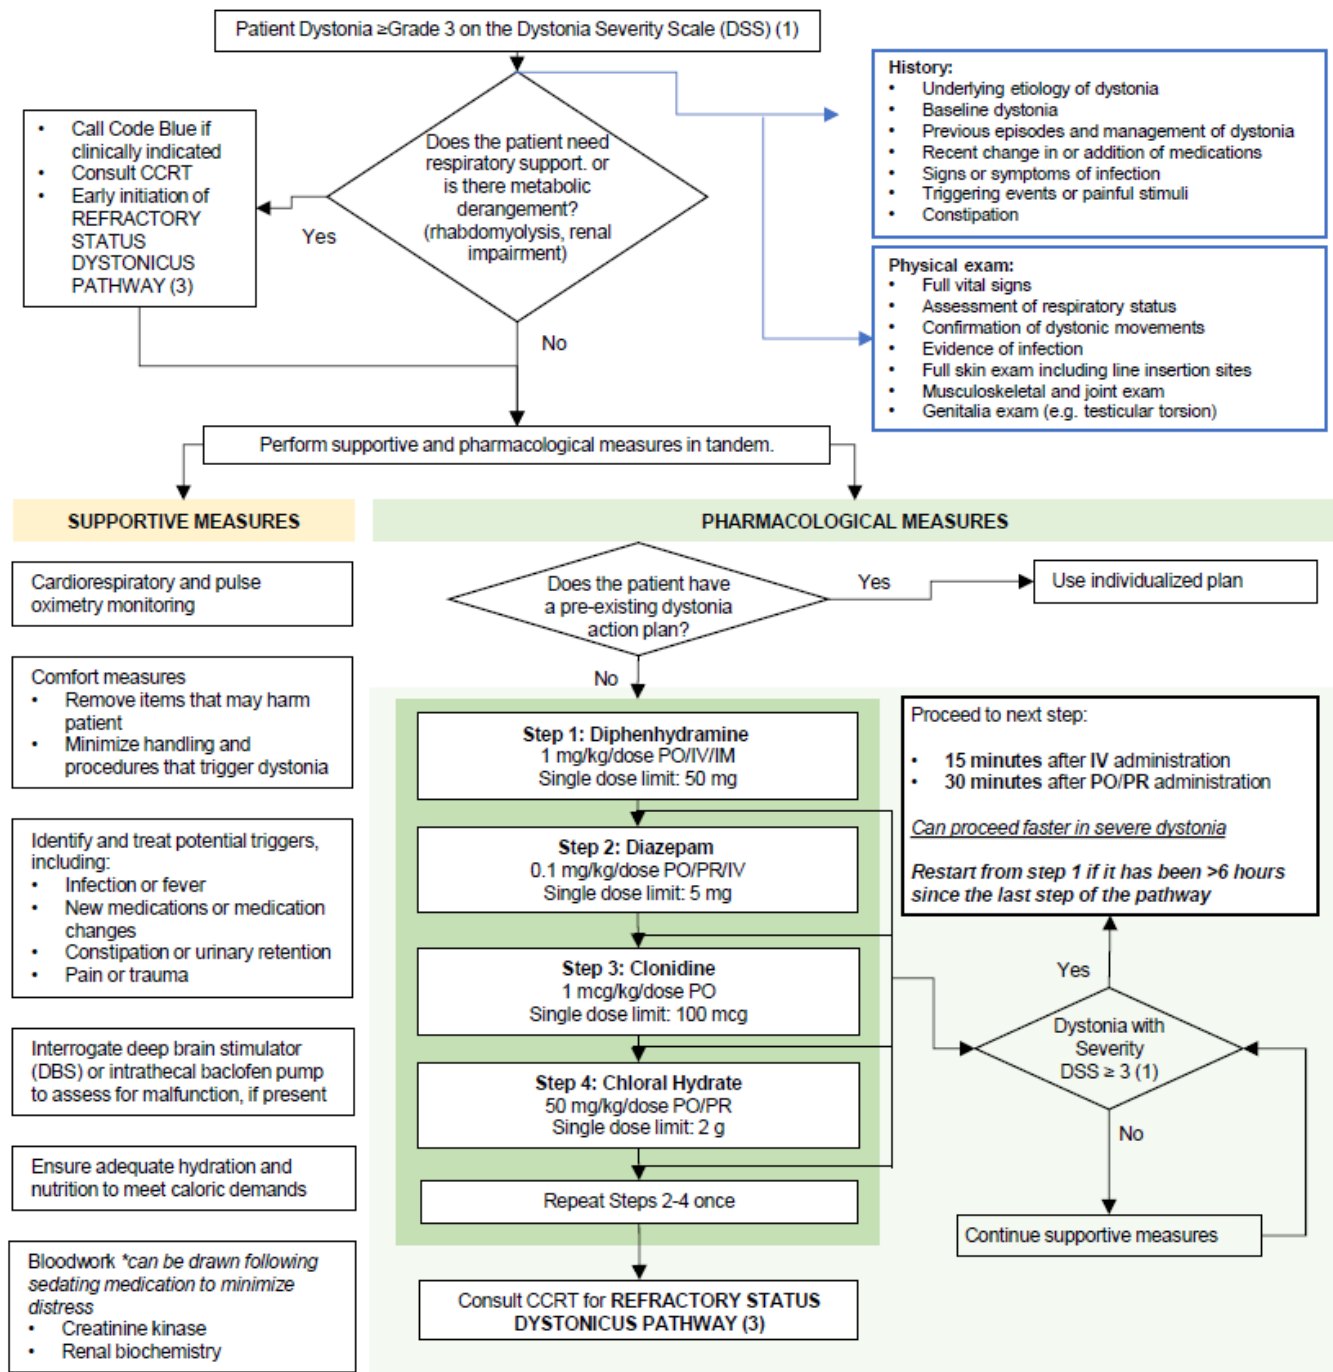 Patient Dystonia ≥Grade 3 on the Dystonia Severity Scale (DSS) (1)
History:
• Underlying etiology of dystonia
• Baseline dystonia
• Previous episodes and management of dystonia
• Recent change in or addition of medications
• Signs or symptoms of infection
• Triggering events or painful stimuli
• Constipation
• Call Code Blue if
clinically indicated
• Consult CCRT
• Early initiation of
REFRACTORY
STATUS
DYSTONICUS
PATHWAY (3)
Yes
Does the patient need
respiratory support. or
is there metabolic
derangement?
(rhabdomyolysis, renal
impairment)
No
Physical exam:
• Full vital signs
• Assessment of respiratory status
• Confirmation of dystonic movements
• Evidence of infection
• Full skin exam including line insertion sites
• Musculoskeletal and joint exam
• Genitalia exam (e.g. testicular torsion)
Perform supportive and pharmacological measures in tandem.
SUPPORTIVE MEASURES
Cardiorespiratory and pulse
oximetry monitoring
Comfort measures
• Remove items that may harm
patient
• Minimize handling and
procedures that trigger dystonia
Identify and treat potential triggers,
including:
• Infection or fever
• New medications or medication
changes
• Constipation or urinary retention
• Pain or trauma
Interrogate deep brain stimulator
(DBS) or intrathecal baclofen pump
to assess for malfunction, if present
Ensure adequate hydration and
nutrition to meet caloric demands
Bloodwork *can be drawn following
sedating medication to minimize
distress
• Creatinine kinase
• Renal biochemistry
PHARMACOLOGICAL MEASURES
Does the patient have
a pre-existing dystonia
action plan?
Yes
Use individualized plan
No
Step 1: Diphenhydramine
1 mg/kg/dose PO/IV/IM
Single dose limit: 50 mg
Step 2: Diazepam
0.1 mg/kg/dose PO/PR/IV
Single dose limit: 5 mg
Step 3: Clonidine
1 mcg/kg/dose PO
Single dose limit: 100 mcg
Step 4: Chloral Hydrate
50 mg/kg/dose PO/PR
Single dose limit: 2 g
Repeat Steps 2-4 once
Consult CCRT for REFRACTORY STATUS
DYSTONICUS PATHWAY (3)
Proceed to next step:
• 15 minutes after IV administration
• 30 minutes after PO/PR administration
Can proceed faster in severe dystonia
Restart from step 1 if it has been >6 hours
since the last step of the pathway
Yes
Dystonia with
Severity
DSS ≥ 3 (1)
No
Continue supportive measures